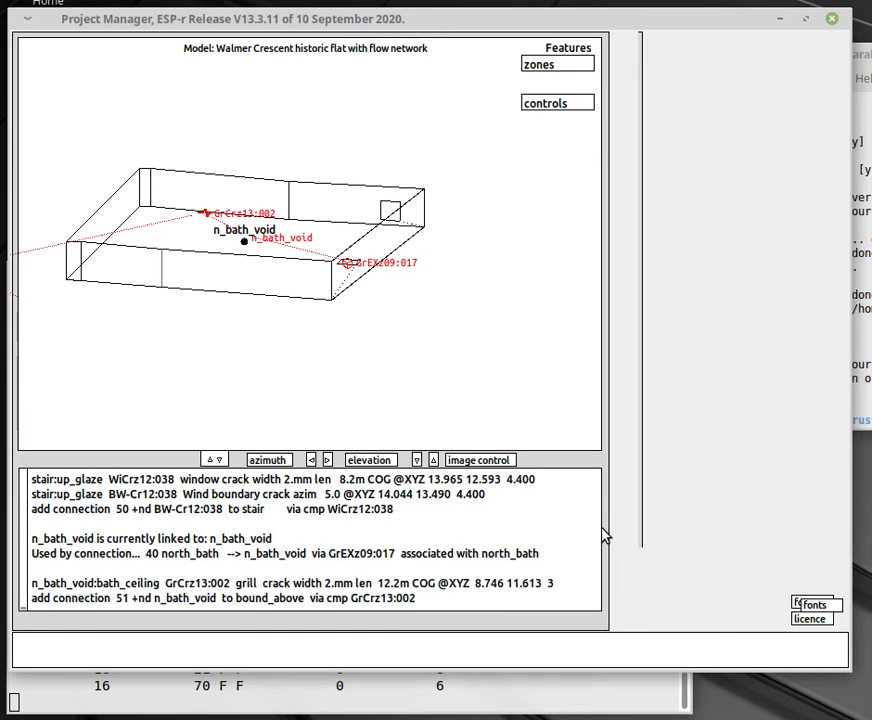 Home
Project Manager, ESP-r Release V13.3.11 of 10 September 2020.
Model: Walmer Crescent historic flat with flow network
Features
zones
controls
GrCrz13:002
n_bath_void
n_bath_void
GrEXz09:017
azimuth
elevation
image control
stair:up_glaze WiCrz12:038 window crack width 2.mm len 8.2m COG @XYZ 13.965 12.593 4.400
stair:up_glaze BW-Cr12:038 Wind boundary crack azim 5.0 @XYZ 14.044 13.490 4.400
add connection 50 +nd BW-Cr12:038 to stair via cmp WiCrz12:038
n_bath_void is currently linked to: n_bath_void
Used by connection... 40 north_bath --> n_bath_void via GrEXz09:017 associated with north_bath
n_bath_void:bath_ceiling GrCrz13:002 grill crack width 2.mm len 12.2m COG @XYZ 8.746 11.613 3
add connection 51 +nd n_bath_void to bound_above via cmp GrCrz13:002
fonts
licence
16 70 F F 0 6